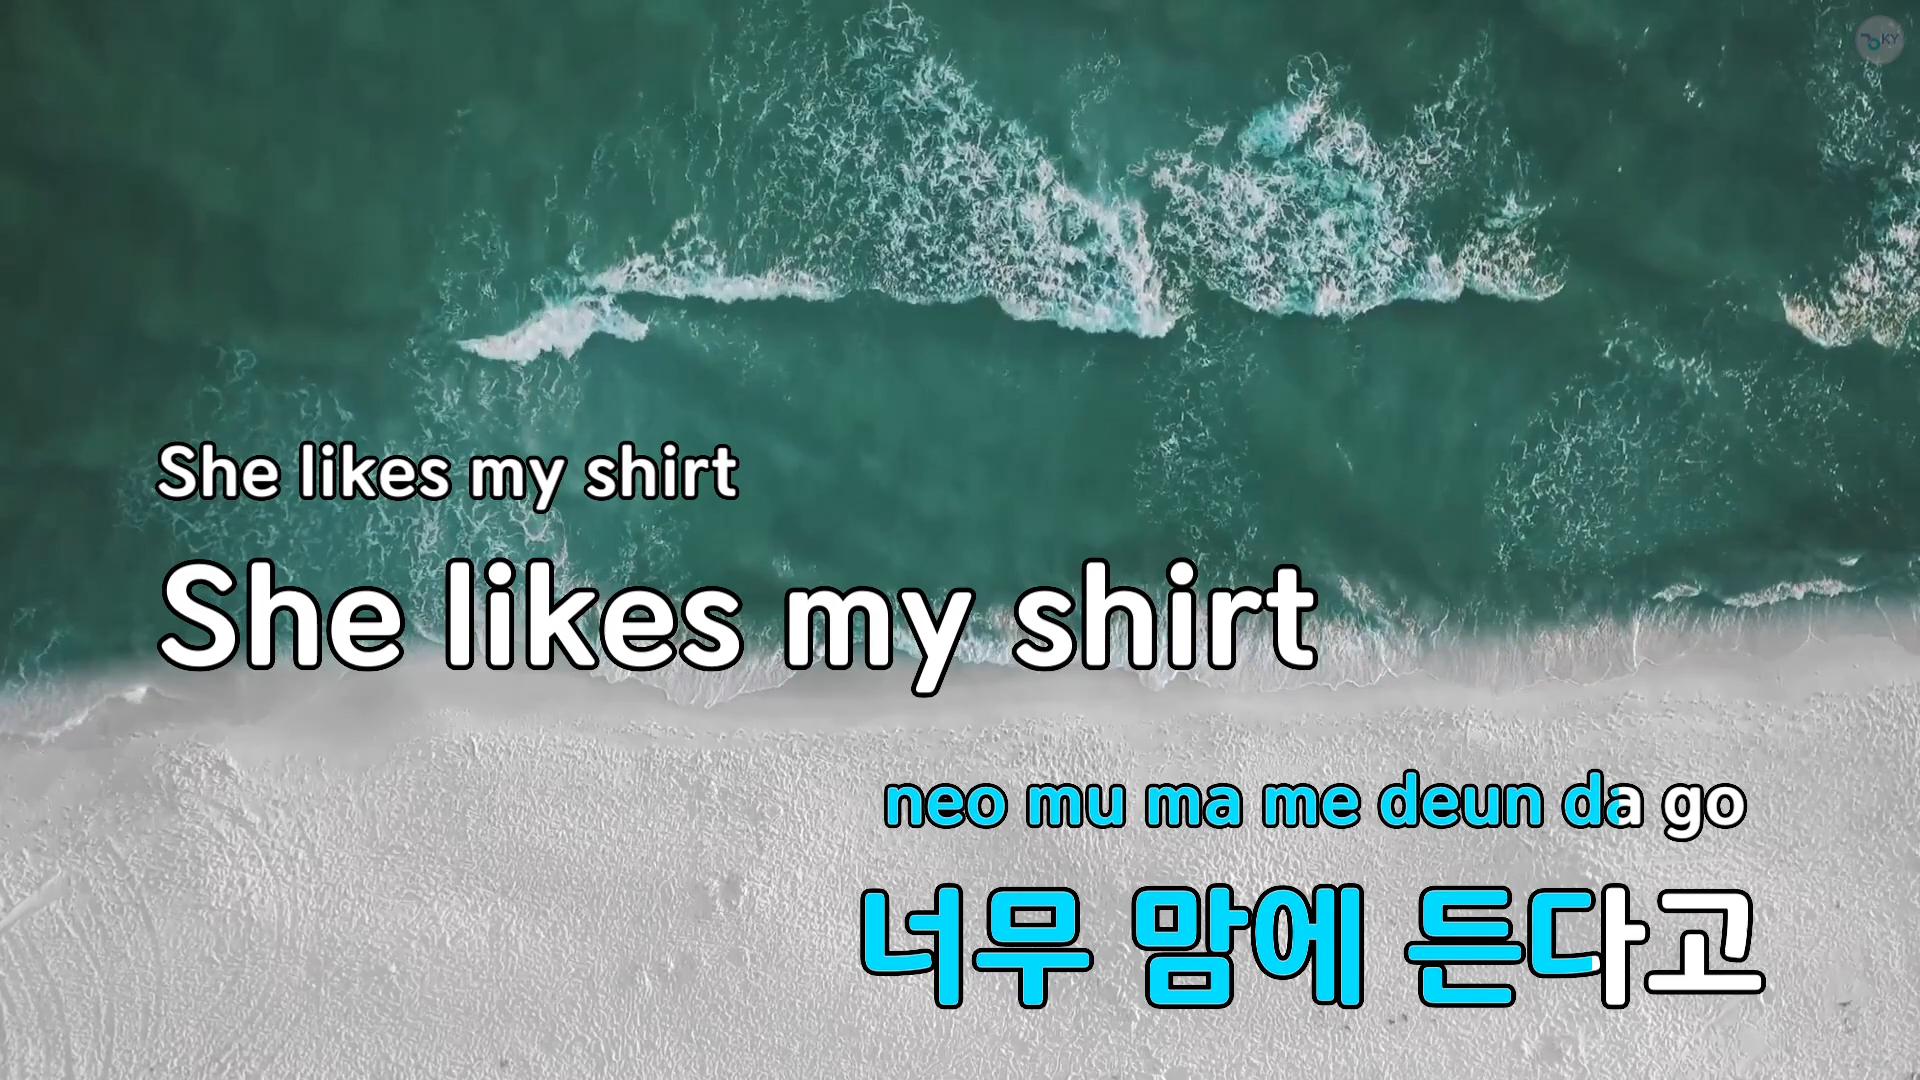 KY
She likes my shirt
She likes my shirt
neo mu ma me deun da go
너무 맘에 든다고